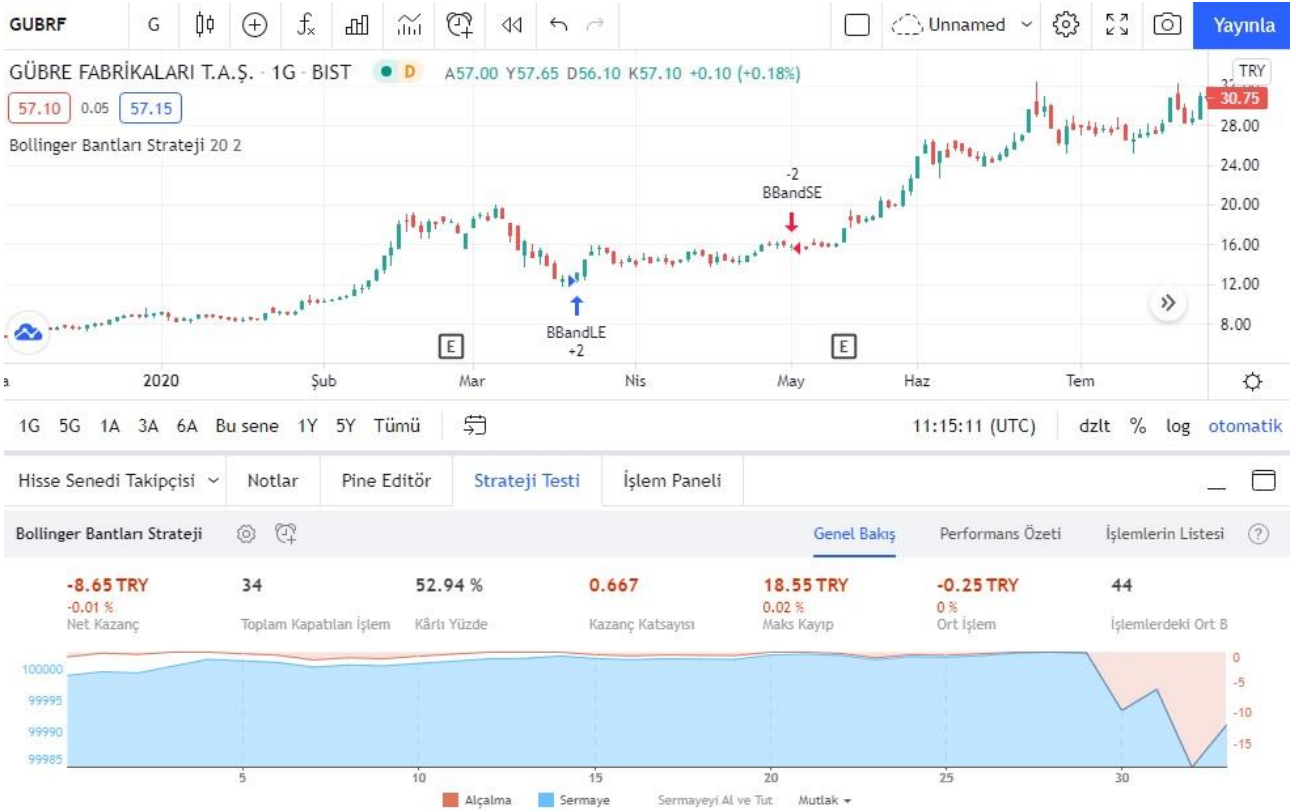 GUBRF G fx Unnamed Yayınla
GÜBRE FABRİKALARI T.A.Ş. · 1G · BIST D A57.00 Y57.65 D56.10 K57.10 +0.10 (+0.18%)
TRY
57.10 0.05 57.15
30.75
Bollinger Bantları Strateji 20 2
28.00
24.00
-2
BBandSE
20.00
16.00
12.00
BBandLE
+2
8.00
E E
2020 Şub Mar Nis May Haz Tem
1G 5G 1A 3A 6A Bu sene 1Y 5Y Tümü 11:15:11 (UTC) dzlt % log otomatik
Hisse Senedi Takipçisi Notlar Pine Editör Strateji Testi İşlem Paneli
Bollinger Bantları Strateji Genel Bakış Performans Özeti İşlemlerin Listesi ?
-8.65 TRY 34 52.94 % 0.667 18.55 TRY -0.25 TRY 44
-0.01 % 0.02 % 0 %
Net Kazanç Toplam Kapatılan İşlem Kârlı Yüzde Kazanç Katsayısı Maks Kayıp Ort İşlem İşlemlerdeki Ort B
100000 0
99995 -5
99990 -10
99985 -15
5 10 15 20 25 30
Alçalma Sermaye Sermayeyi Al ve Tut Mutlak